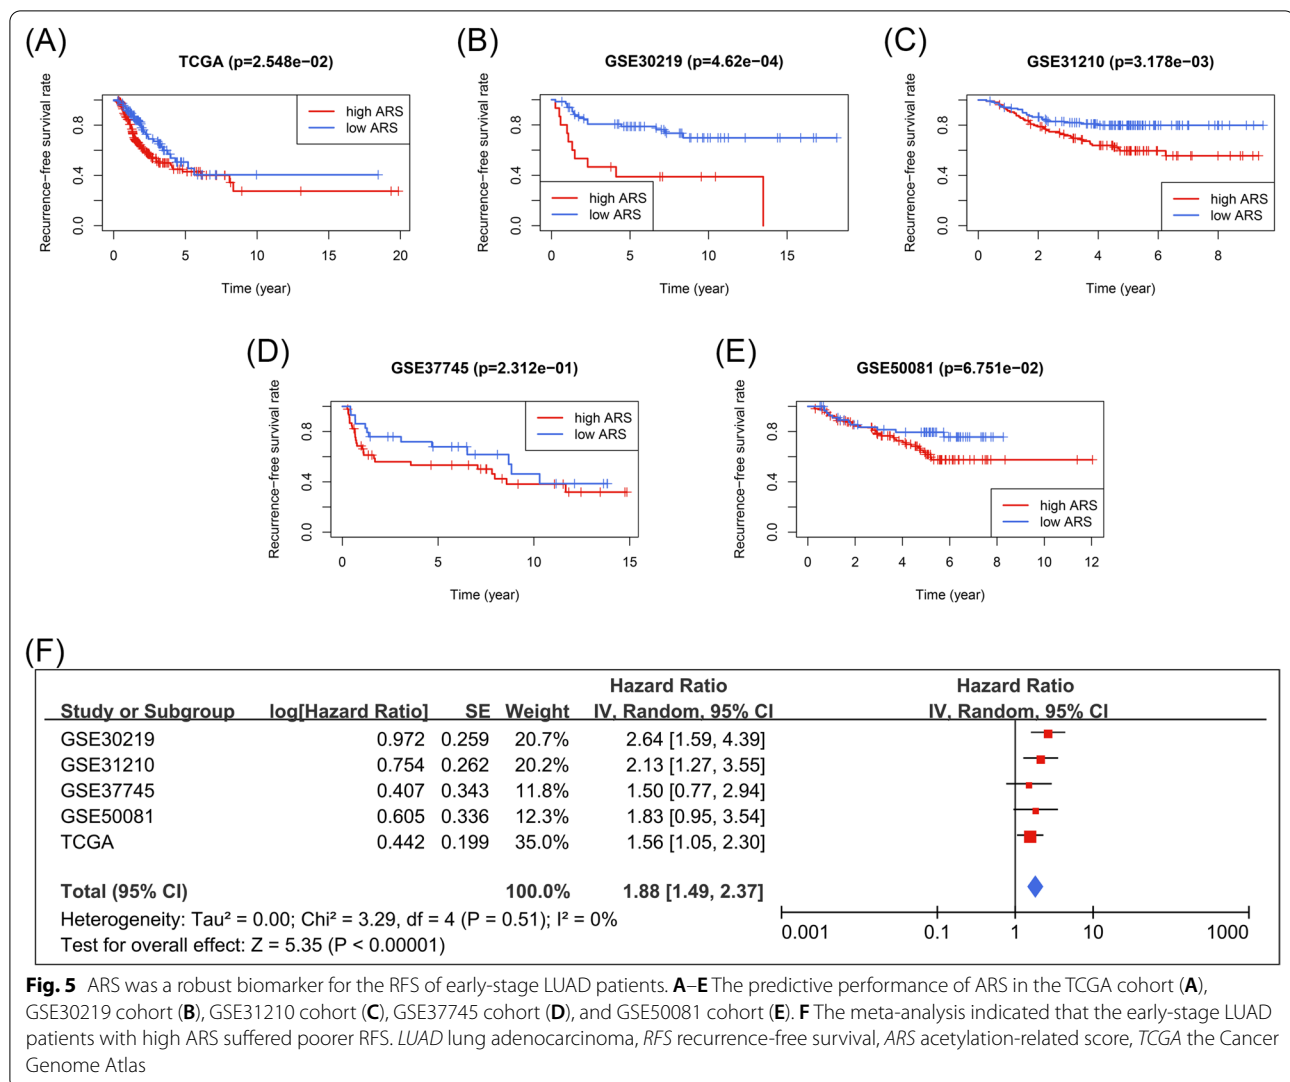 (A)
TCGA (p=2.548e−02)
Recurrence−free survival rate
0.8
0.4
0.0
high ARS
low ARS
0 5 10 15 20
Time (year)
(B)
GSE30219 (p=4.62e−04)
Recurrence−free survival rate
0.8
0.4
0.0
high ARS
low ARS
0 5 10 15
Time (year)
(C)
GSE31210 (p=3.178e−03)
Recurrence−free survival rate
0.8
0.4
0.0
high ARS
low ARS
0 2 4 6 8
Time (year)
(D)
GSE37745 (p=2.312e−01)
Recurrence−free survival rate
0.8
0.4
0.0
high ARS
low ARS
0 5 10 15
Time (year)
(E)
GSE50081 (p=6.751e−02)
Recurrence−free survival rate
0.8
0.4
0.0
high ARS
low ARS
0 2 4 6 8 10 12
Time (year)
(F)
Hazard Ratio Hazard Ratio
Study or Subgroup log[Hazard Ratio] SE Weight IV, Random, 95% CI IV, Random, 95% CI
GSE30219 0.972 0.259 20.7% 2.64 [1.59, 4.39]
GSE31210 0.754 0.262 20.2% 2.13 [1.27, 3.55]
GSE37745 0.407 0.343 11.8% 1.50 [0.77, 2.94]
GSE50081 0.605 0.336 12.3% 1.83 [0.95, 3.54]
TCGA 0.442 0.199 35.0% 1.56 [1.05, 2.30]
Total (95% CI) 100.0% 1.88 [1.49, 2.37]
Heterogeneity: Tau² = 0.00; Chi² = 3.29, df = 4 (P = 0.51); I² = 0%
Test for overall effect: Z = 5.35 (P < 0.00001)
0.001 0.1 1 10 1000
Fig. 5 ARS was a robust biomarker for the RFS of early-stage LUAD patients. A–E The predictive performance of ARS in the TCGA cohort (A),
GSE30219 cohort (B), GSE31210 cohort (C), GSE37745 cohort (D), and GSE50081 cohort (E). F The meta-analysis indicated that the early-stage LUAD
patients with high ARS suffered poorer RFS. LUAD lung adenocarcinoma, RFS recurrence-free survival, ARS acetylation-related score, TCGA the Cancer
Genome Atlas